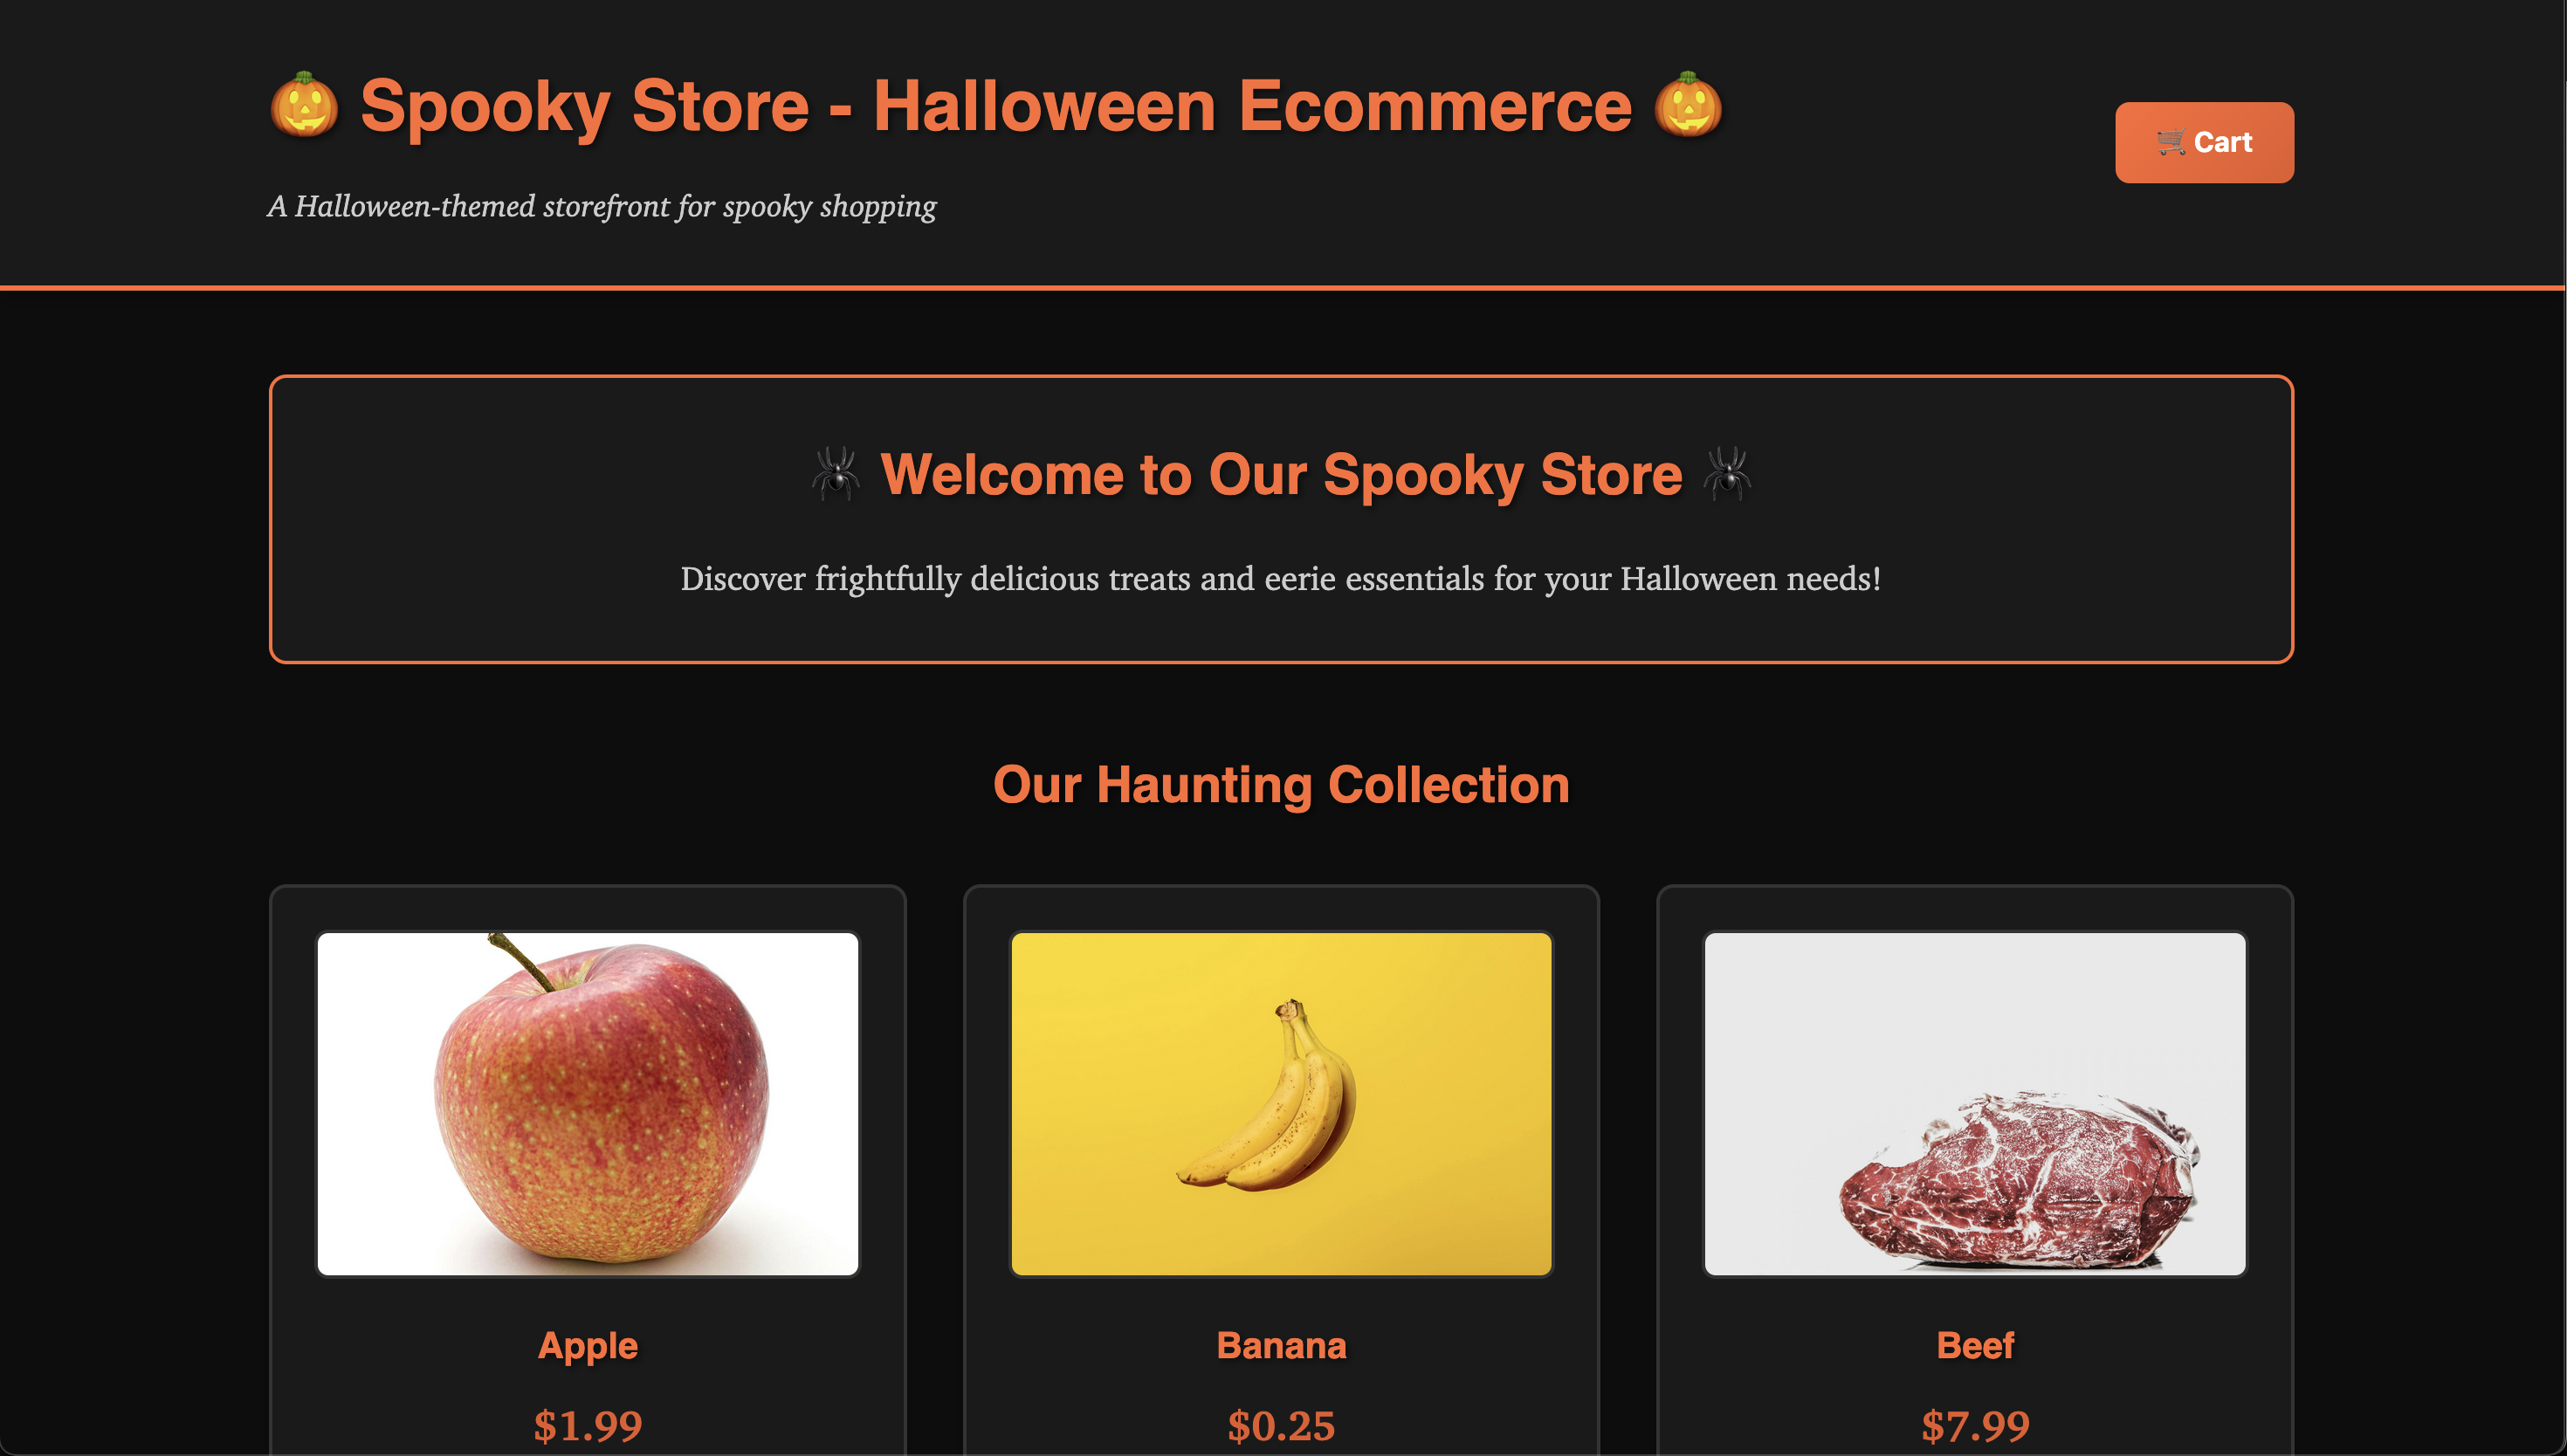 🎃 Spooky Store - Halloween Ecommerce 🎃
🛒 Cart
A Halloween-themed storefront for spooky shopping
🕷️ Welcome to Our Spooky Store 🕷️
Discover frightfully delicious treats and eerie essentials for your Halloween needs!
Our Haunting Collection
Apple
Banana
Beef
$1.99
$0.25
$7.99